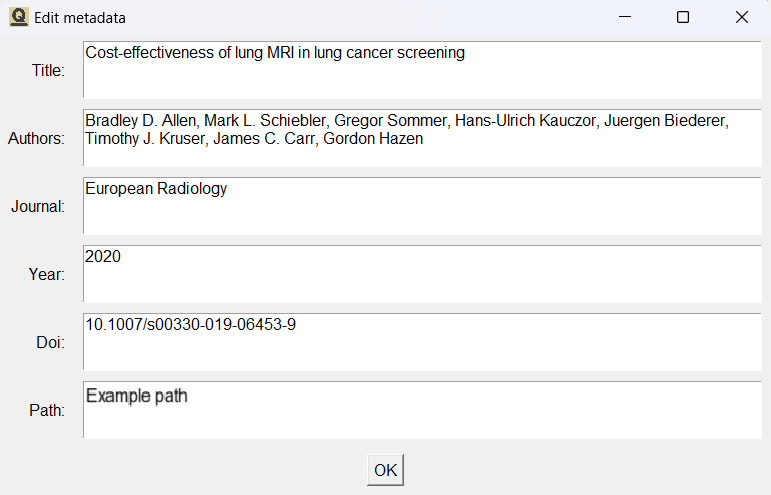 Edit metadata
Title:
Cost-effectiveness of lung MRI in lung cancer screening
Authors:
Bradley D. Allen, Mark L. Schiebler, Gregor Sommer, Hans-Ulrich Kauczor, Juergen Biederer,
Timothy J. Kruser, James C. Carr, Gordon Hazen
Journal:
European Radiology
Year:
2020
Doi:
10.1007/s00330-019-06453-9
Path:
Example path
OK